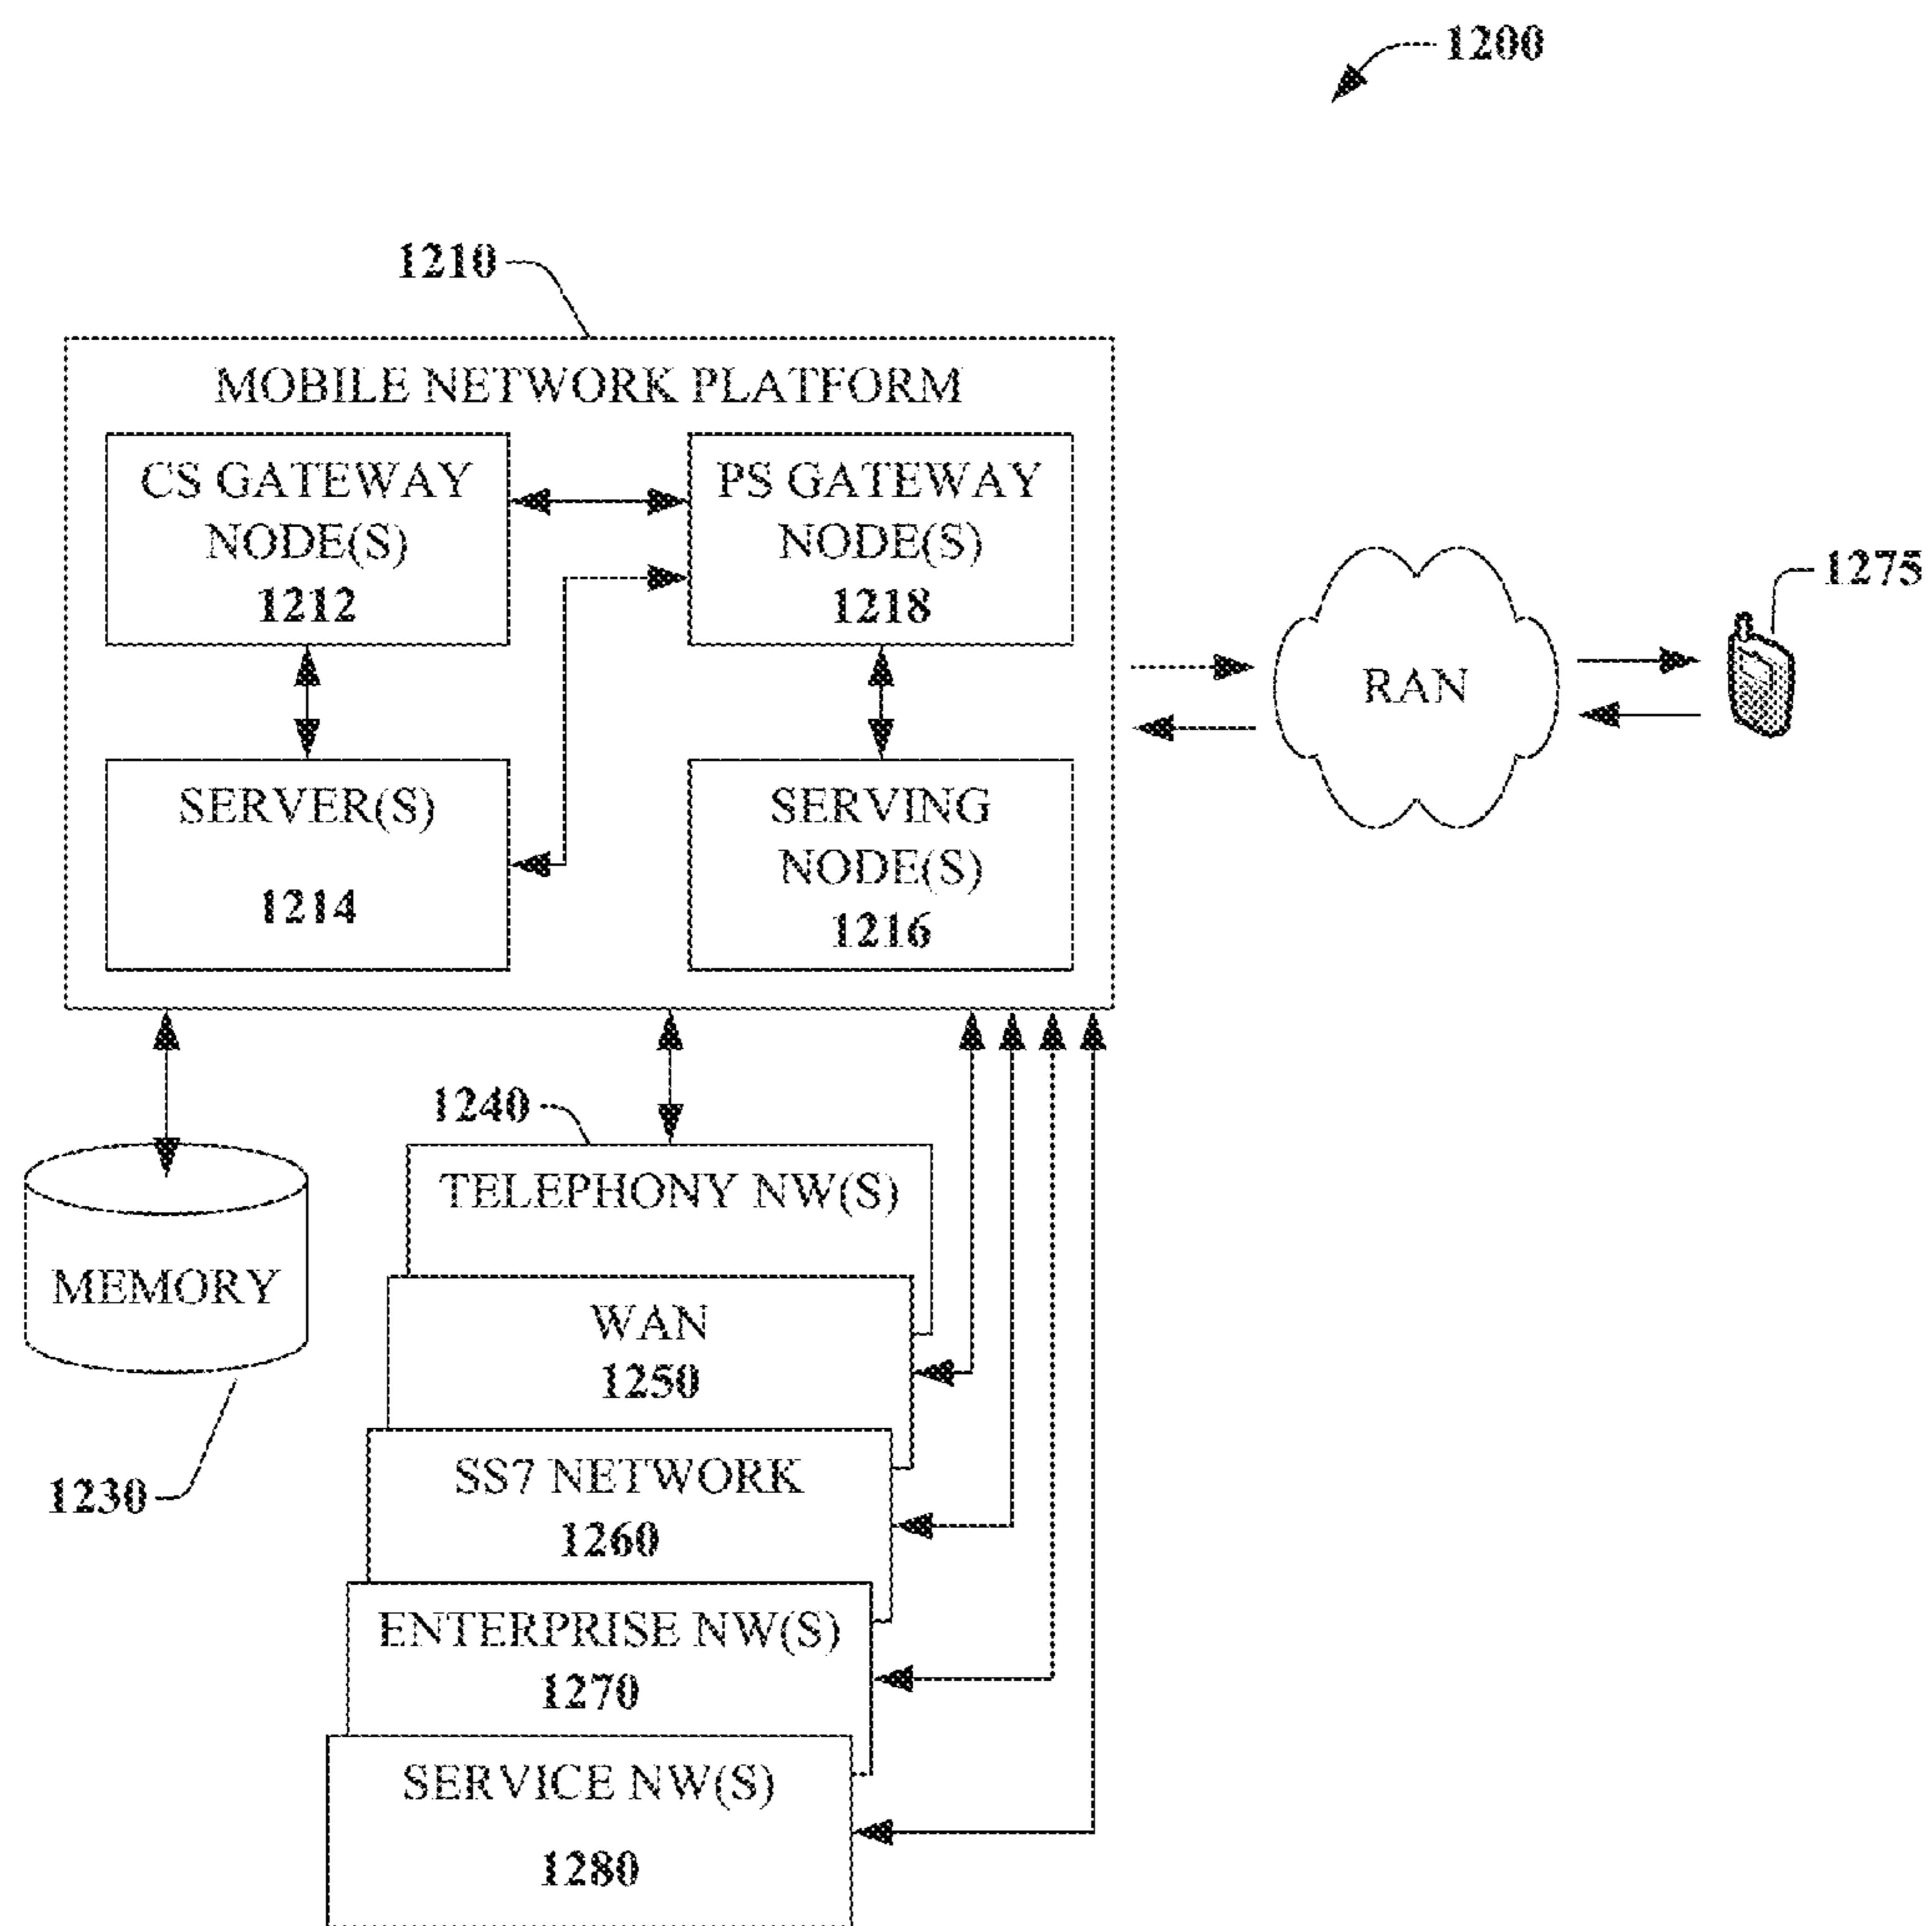 1200
1210
MOBILE NETWORK PLATFORM
CS GATEWAY
NODE(S)
1212
PS GATEWAY
NODE(S)
1218
SERVER(S)
1214
SERVING
NODE(S)
1216
RAN
1275
1240
TELEPHONY NW(S)
MEMORY
1230
WAN
1250
SS7 NETWORK
1260
ENTERPRISE NW(S)
1270
SERVICE NW(S)
1280